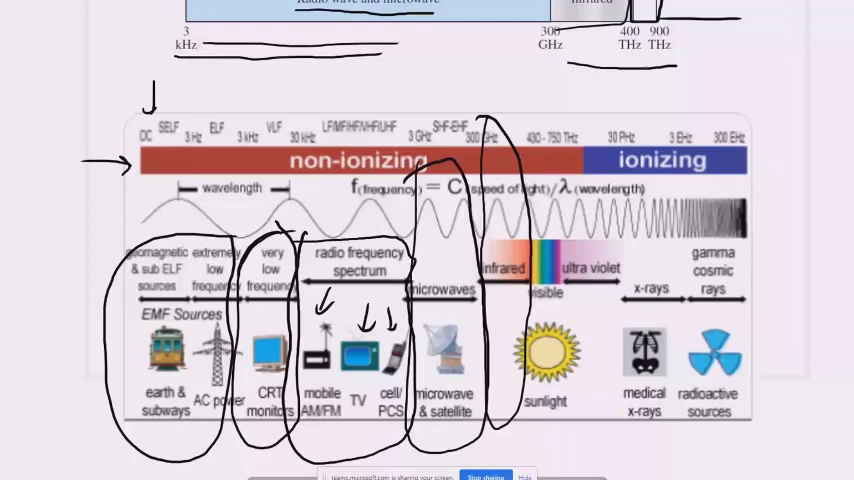 Radio wave and microwave Infrared
3 300 400 900
kHz GHz THz THz
DC SELF 3 Hz ELF 3 kHz VLF 30 kHz LF/MF/HF/VHF/UHF 3 GHz SHF-EHF 300 GHz 430-750 THz 30 PHz 3 EHz 300 EHz
non-ionizing ionizing
wavelength f(frequency) = C (speed of light)/λ (wavelength)
geomagnetic extremely very radio frequency gamma
& sub ELF low low spectrum infrared ultra violet cosmic
sources frequency frequency microwaves visible x-rays rays
EMF Sources
earth & AC power CRT mobile TV cell/ microwave sunlight medical radioactive
subways monitors AM/FM PCS & satellite x-rays sources
teams.microsoft.com is sharing your screen. Stop sharing Hide